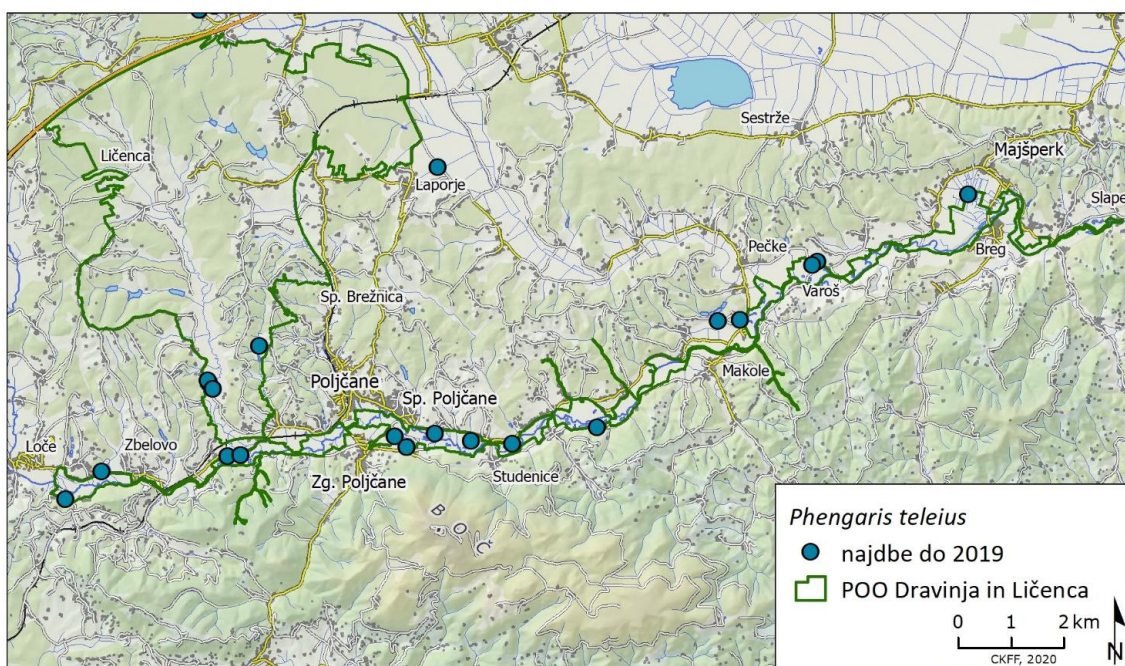 Sestrže
Ličenca
Majšperk
Laporje
Slape
Pečke
Breg
Varoš
Sp. Brežnica
Makole
Poljčane
Sp. Poljčane
Loče
Zbelovo
Studenice
Zg. Poljčane
BOČ
Phengaris teleius
najdbe do 2019
POO Dravinja in Ličenca
0 1 2 km
CKFF, 2020
N